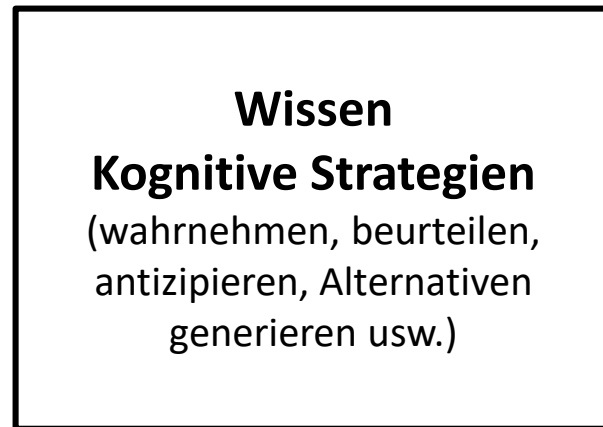 Wissen
Kognitive Strategien
(wahrnehmen, beurteilen,
antizipieren, Alternativen
generieren usw.)